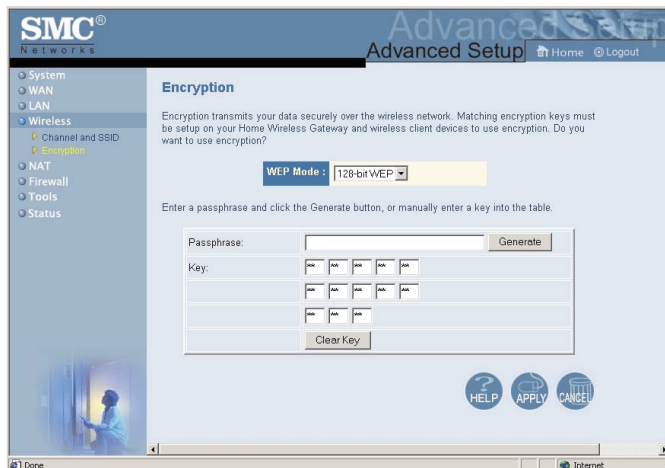 SMC®
Networks
Advanced Setup
Advanced Setup
Home
Logout
System
WAN
LAN
Wireless
Channel and SSID
Encryption
NAT
Firewall
Tools
Status
Encryption
Encryption transmits your data securely over the wireless network. Matching encryption keys must
be setup on your Home Wireless Gateway and wireless client devices to use encryption. Do you
want to use encryption?
WEP Mode : 128-bit WEP
Enter a passphrase and click the Generate button, or manually enter a key into the table.
Passphrase: Generate
Key: ** ** ** ** **
** ** ** ** **
** ** **
Clear Key
HELP APPLY CANCEL
Done Internet